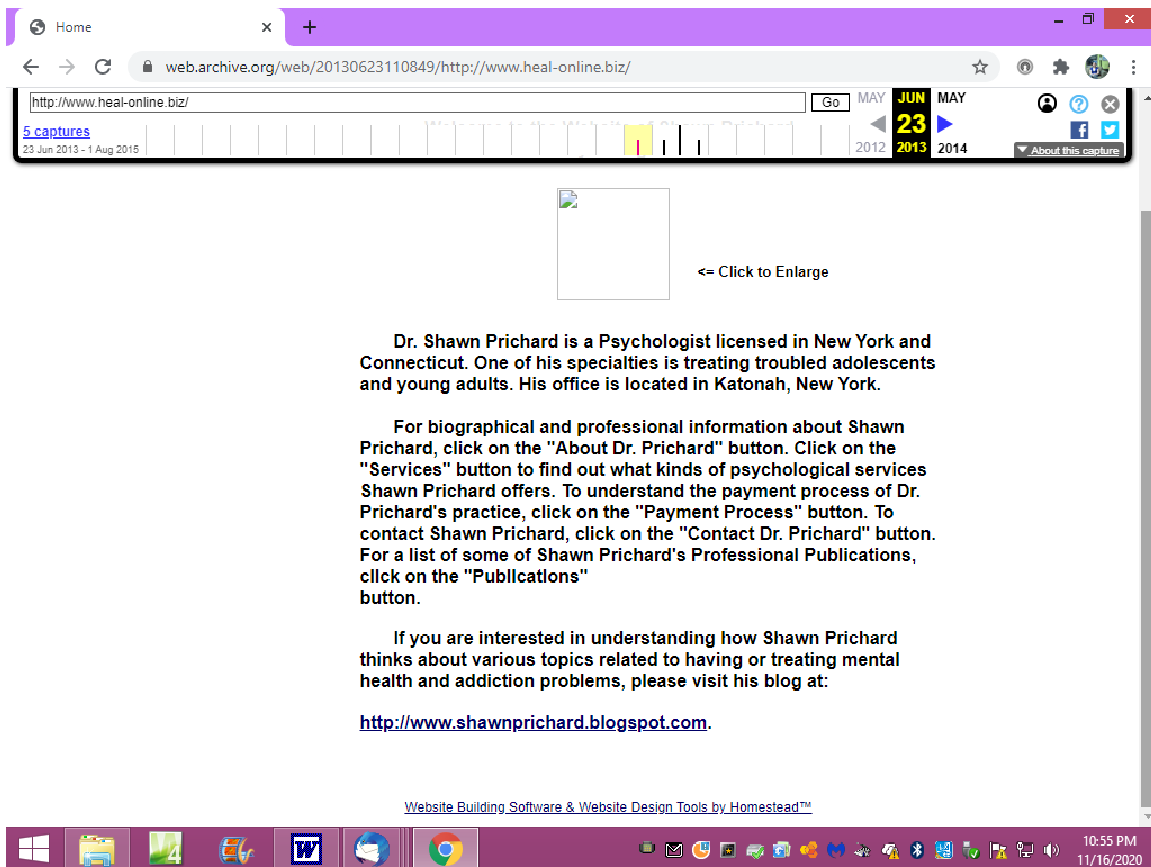 Home
web.archive.org/web/20130623110849/http://www.heal-online.biz/
http://www.heal-online.biz/
Go
MAY JUN MAY
5 captures
23
23 Jun 2013 - 1 Aug 2015
2012 2013 2014
About this capture
<= Click to Enlarge
Dr. Shawn Prichard is a Psychologist licensed in New York and
Connecticut. One of his specialties is treating troubled adolescents
and young adults. His office is located in Katonah, New York.
For biographical and professional information about Shawn
Prichard, click on the "About Dr. Prichard" button. Click on the
"Services" button to find out what kinds of psychological services
Shawn Prichard offers. To understand the payment process of Dr.
Prichard's practice, click on the "Payment Process" button. To
contact Shawn Prichard, click on the "Contact Dr. Prichard" button.
For a list of some of Shawn Prichard's Professional Publications,
click on the "Publications"
button.
If you are interested in understanding how Shawn Prichard
thinks about various topics related to having or treating mental
health and addiction problems, please visit his blog at:
http://www.shawnprichard.blogspot.com.
Website Building Software & Website Design Tools by Homestead™
10:55 PM
11/16/2020